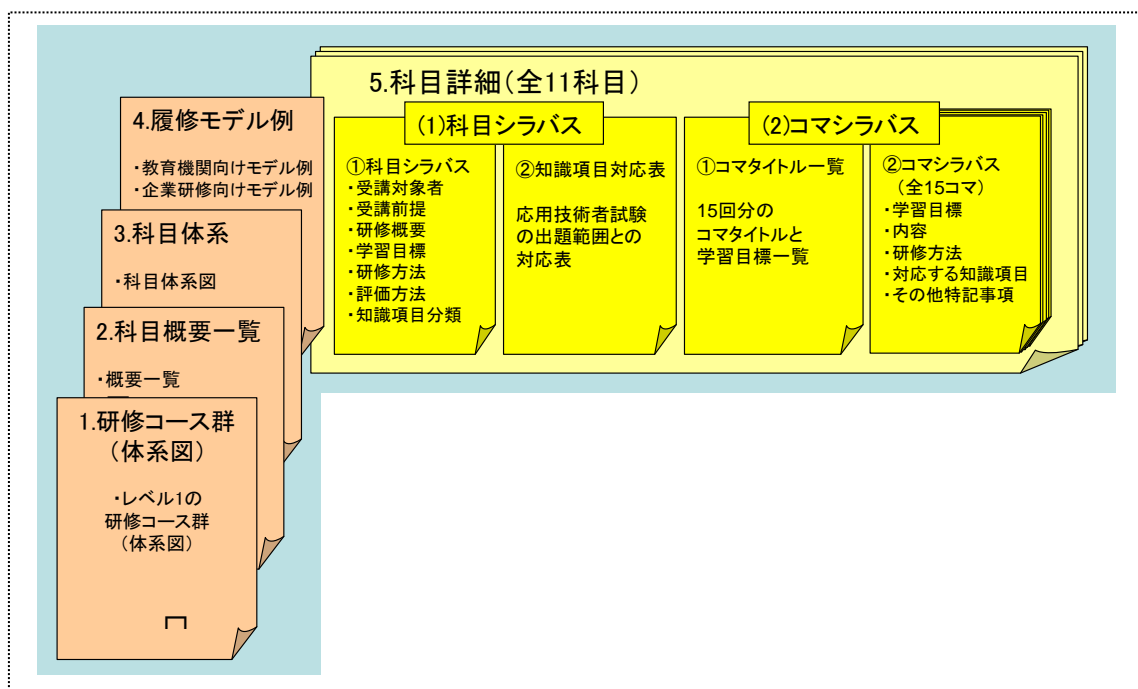 5.科目詳細(全11科目)
(1)科目シラバス
①科目シラバス
・受講対象者
・受講前提
・研修概要
・学習目標
・研修方法
・評価方法
・知識項目分類
②知識項目対応表
応用技術者試験
の出題範囲との
対応表
(2)コマシラバス
①コマタイトル一覧
15回分の
コマタイトルと
学習目標一覧
②コマシラバス
(全15コマ)
・学習目標
・内容
・研修方法
・対応する知識項目
・その他特記事項
4.履修モデル例
・教育機関向けモデル例
・企業研修向けモデル例
3.科目体系
・科目体系図
2.科目概要一覧
・概要一覧
1.研修コース群
(体系図)
・レベル1の
研修コース群
(体系図)